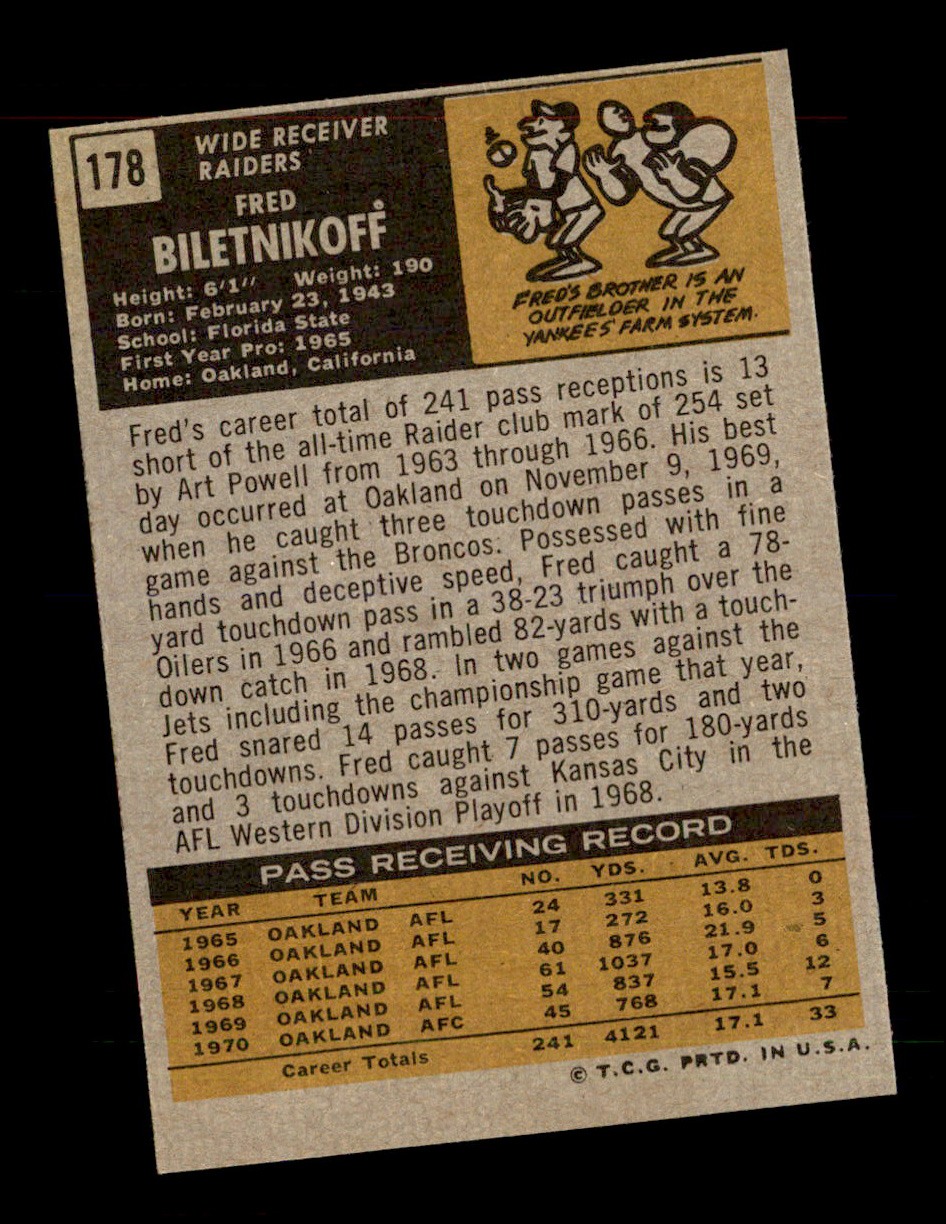 178
WIDE RECEIVER
RAIDERS
FRED
BILETNIKOFF
Height: 6'1" Weight: 190
Born: February 23, 1943
School: Florida State
First Year Pro: 1965
Home: Oakland, California
FRED'S BROTHER IS AN
OUTFIELDER IN THE
YANKEES FARM SYSTEM.
Fred's career total of 241 pass receptions is 13
short of the all-time Raider club mark of 254 set
by Art Powell from 1963 through 1966. His best
day occurred at Oakland on November 9, 1969,
when he caught three touchdown passes in a
game against the Broncos. Possessed with fine
hands and deceptive speed, Fred caught a 78-
yard touchdown pass in a 38-23 triumph over the
Oilers in 1966 and rambled 82-yards with a touch-
down catch in 1968. In two games against the
Jets including the championship game that year,
Fred snared 14 passes for 310-yards and two
touchdowns. Fred caught 7 passes for 180-yards
and 3 touchdowns against Kansas City in the
AFL Western Division Playoff in 1968.
PASS RECEIVING RECORD
YEAR TEAM NO. YDS. AVG. TDS.
1965 OAKLAND AFL 24 331 13.8 0
1966 OAKLAND AFL 17 272 16.0 3
1967 OAKLAND AFL 40 876 21.9 5
1968 OAKLAND AFL 61 1037 17.0 6
1969 OAKLAND AFL 54 837 15.5 12
1970 OAKLAND AFC 45 768 17.1 7
Career Totals 241 4121 17.1 33
© T.C.G. PRTD. IN U.S.A.